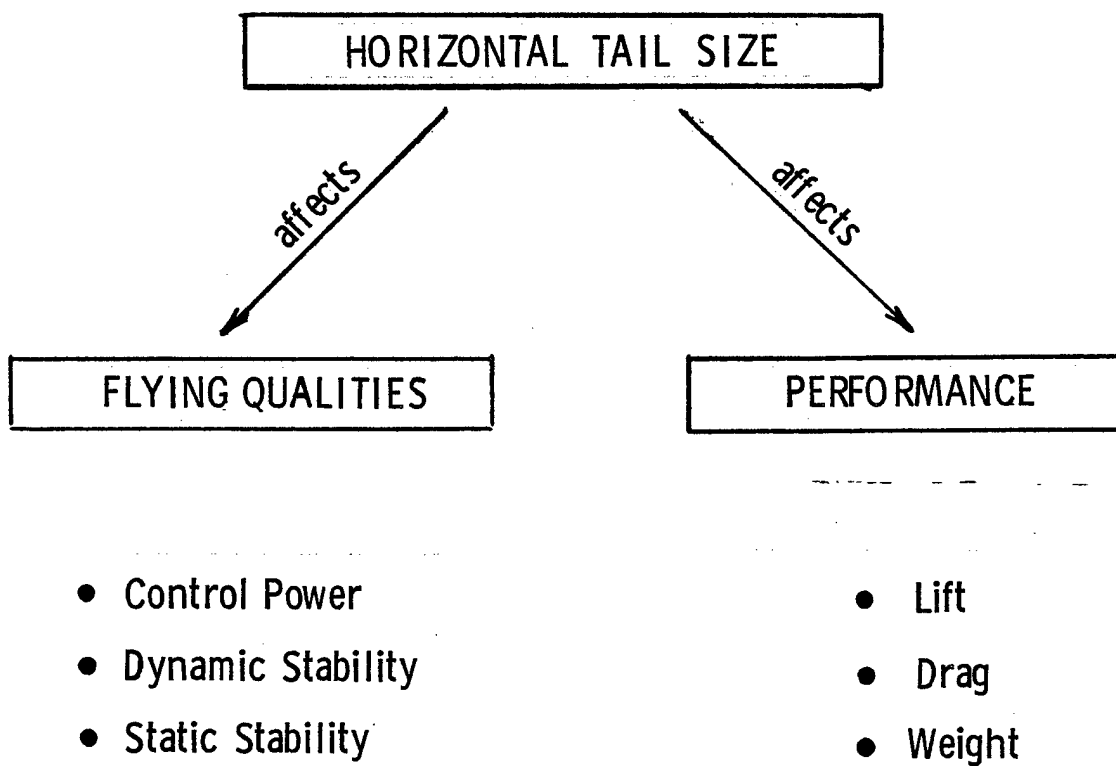 HORIZONTAL TAIL SIZE
affects
affects
FLYING QUALITIES
PERFORMANCE
• Control Power
• Dynamic Stability
• Static Stability
• Lift
• Drag
• Weight